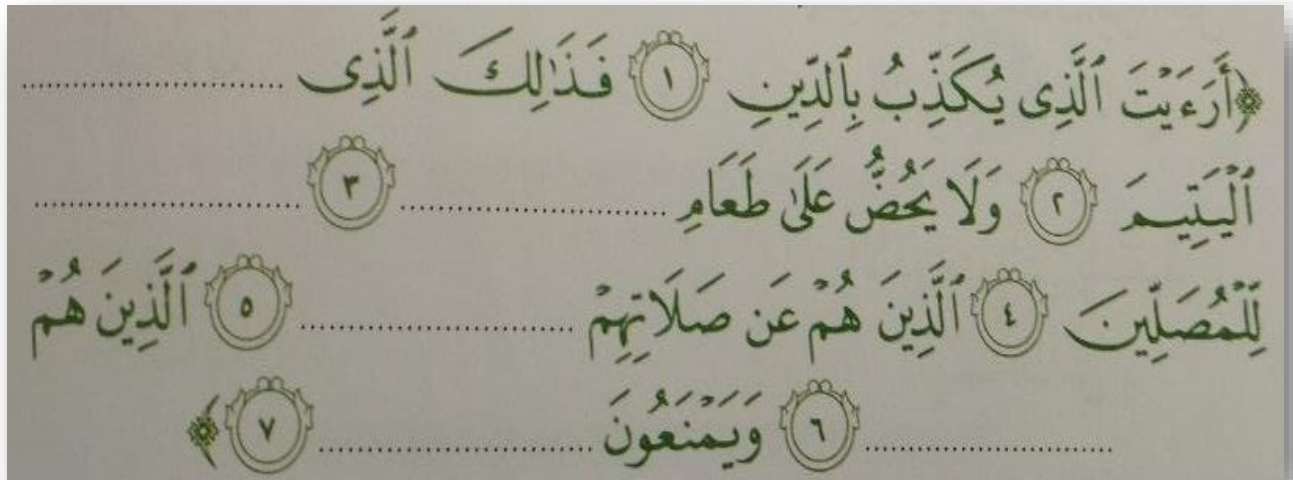 ﴿أَرَءَيْتَ ٱلَّذِى يُكَذِّبُ بِٱلدِّينِ ١ فَذَٰلِكَ ٱلَّذِى ....................
ٱلْيَتِيمَ ٢ وَلَا يَحُضُّ عَلَىٰ طَعَامِ .................... ٣ ....................
لِّلْمُصَلِّينَ ٤ ٱلَّذِينَ هُمْ عَن صَلَاتِهِمْ .................... ٥ ٱلَّذِينَ هُمْ
.................... ٦ وَيَمْنَعُونَ .................... ٧﴾